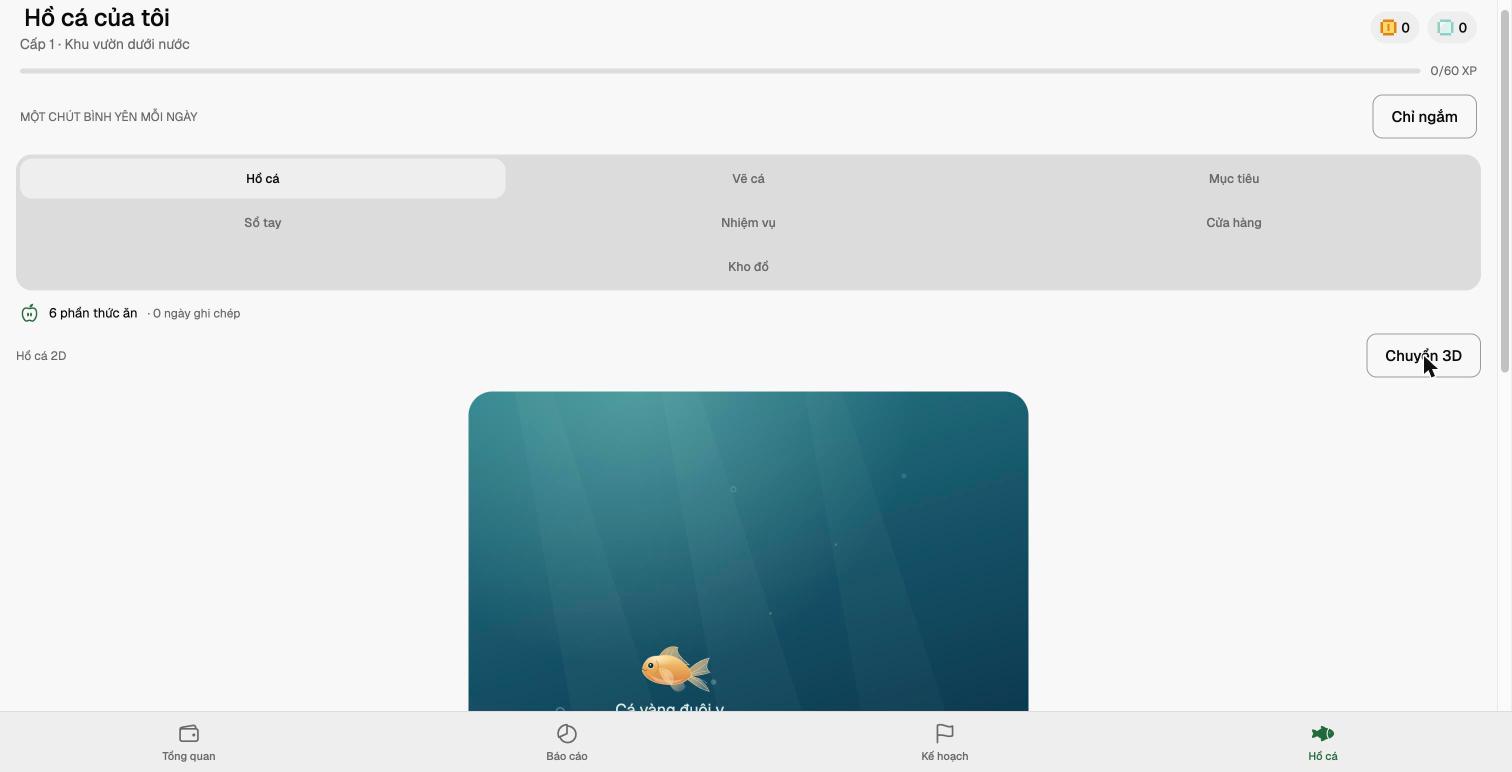 Hồ cá của tôi
Cấp 1 · Khu vườn dưới nước
0
0
0/60 XP
MỘT CHÚT BÌNH YÊN MỖI NGÀY
Chỉ ngắm
Hồ cá
Vẽ cá
Mục tiêu
Sổ tay
Nhiệm vụ
Cửa hàng
Kho đồ
6 phần thức ăn · 0 ngày ghi chép
Hồ cá 2D
Chuyển 3D
Cá vàng đuôi v
Tổng quan
Báo cáo
Kế hoạch
Hồ cá